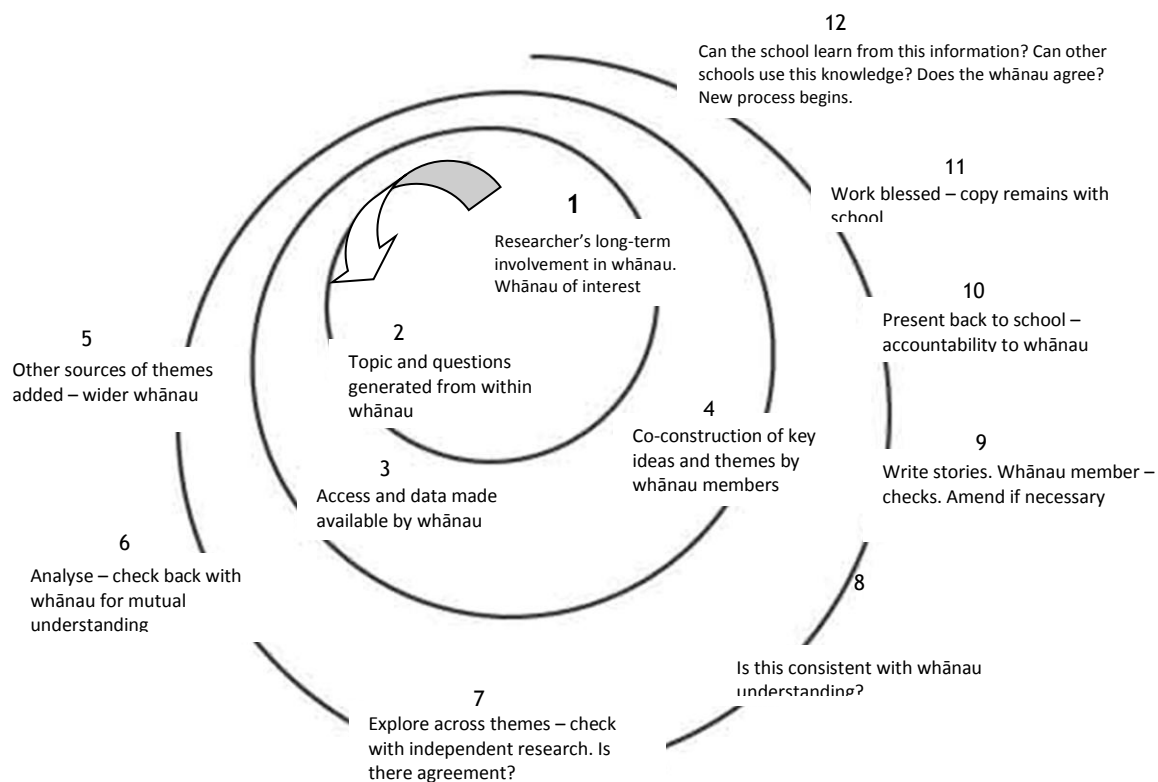 1
Researcher's long-term
involvement in whānau.
Whānau of interest
2
Topic and questions
generated from within
whānau
3
Access and data made
available by whānau
4
Co-construction of key
ideas and themes by
whānau members
5
Other sources of themes
added – wider whānau
6
Analyse – check back with
whānau for mutual
understanding
7
Explore across themes – check
with independent research. Is
there agreement?
8
Is this consistent with whānau
understanding?
9
Write stories. Whānau member –
checks. Amend if necessary
10
Present back to school –
accountability to whānau
11
Work blessed – copy remains with
school
12
Can the school learn from this information? Can other
schools use this knowledge? Does the whānau agree?
New process begins.